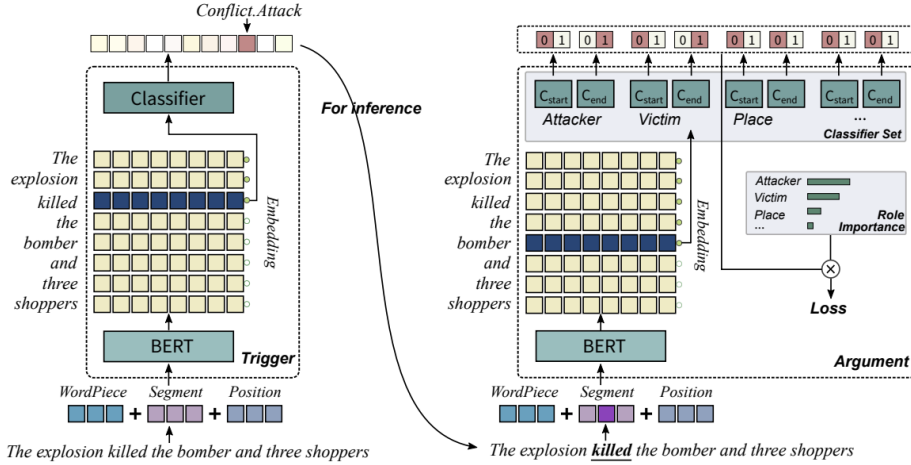 Conflict.Attack
Classifier
The
explosion
killed
the
bomber
and
three
shoppers
Embedding
BERT
Trigger
WordPiece
Segment
Position
+
+
The explosion killed the bomber and three shoppers
For inference
0 1 0 1 0 1 0 1 0 1 0 1 0 1 0 1
Cstart Cend Cstart Cend Cstart Cend Cstart Cend
Attacker Victim Place ...
Classifier Set
The
explosion
killed
the
bomber
and
three
shoppers
Embedding
Attacker
Victim
Place
...
Role
Importance
Loss
BERT
Argument
WordPiece
Segment
Position
+
+
The explosion killed the bomber and three shoppers